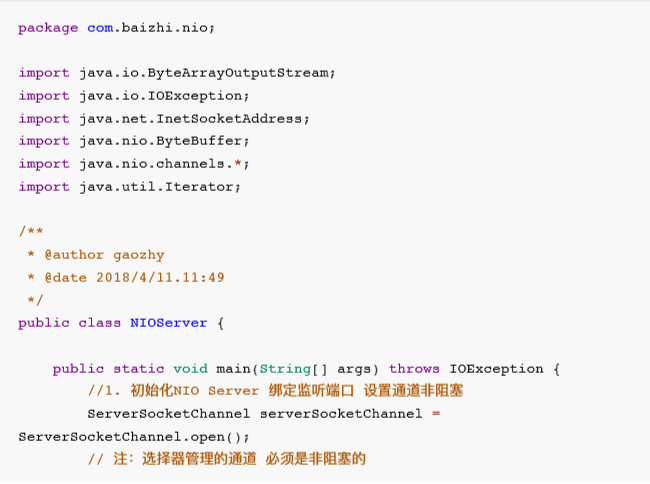 package com.baizhi.nio;
import java.io.ByteArrayOutputStream;
import java.io.IOException;
import java.net.InetSocketAddress;
import java.nio.ByteBuffer;
import java.nio.channels.*;
import java.util.Iterator;
/**
 * @author gaozhy
 * @date 2018/4/11.11:49
 */
public class NIOServer {
    public static void main(String[] args) throws IOException {
        //1. 初始化NIO Server 绑定监听端口 设置通道非阻塞
        ServerSocketChannel serverSocketChannel =
ServerSocketChannel.open();
        // 注：选择器管理的通道 必须是非阻塞的